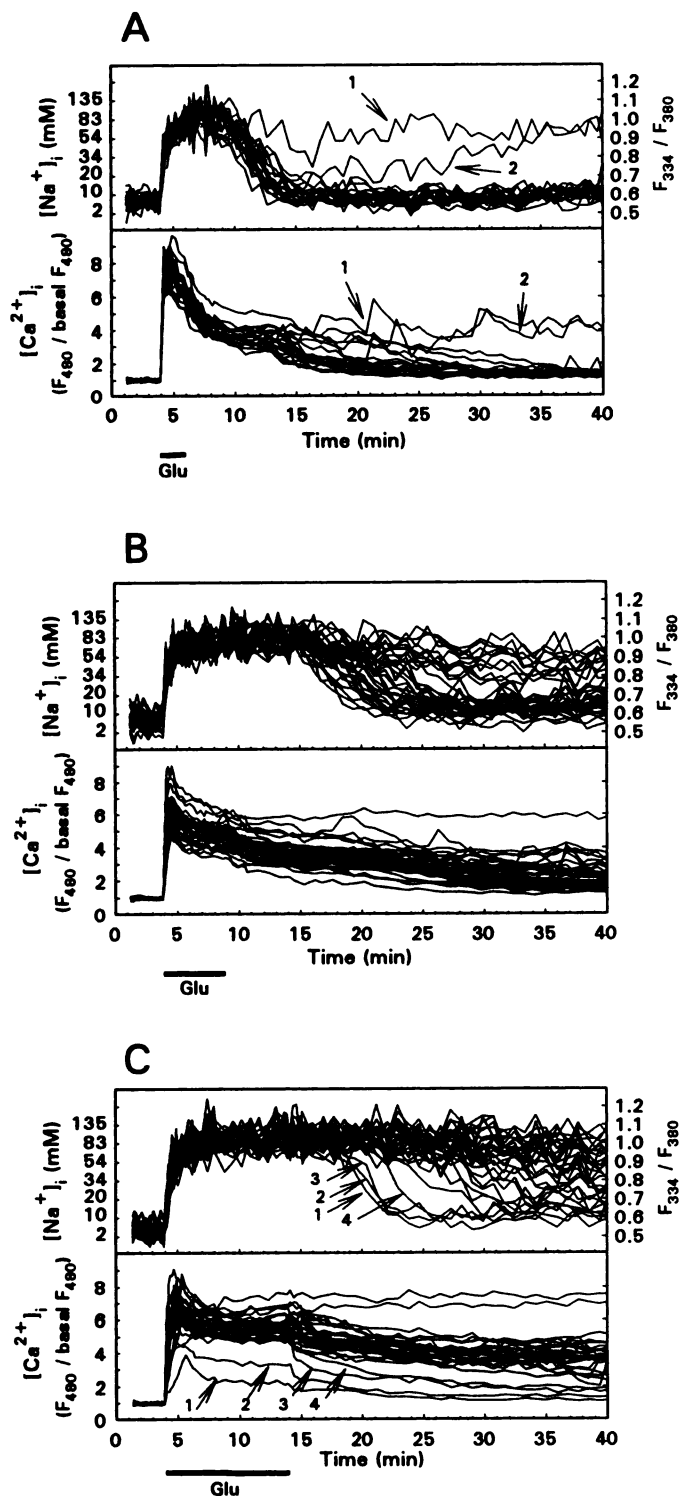 A
[Na⁺]ᵢ (mM)
135
83
54
34
20
10
2
1
2
1.2
1.1
1.0
0.9
0.8
0.7
0.6
0.5
F₃₃₄ / F₃₈₀
[Ca²⁺]ᵢ
(F₄₈₀ / basal F₄₈₀)
8
6
4
2
0
1
2
0 5 10 15 20 25 30 35 40
Time (min)
Glu
B
[Na⁺]ᵢ (mM)
135
83
54
34
20
10
2
1.2
1.1
1.0
0.9
0.8
0.7
0.6
0.5
F₃₃₄ / F₃₈₀
[Ca²⁺]ᵢ
(F₄₈₀ / basal F₄₈₀)
8
6
4
2
0
0 5 10 15 20 25 30 35 40
Time (min)
Glu
C
[Na⁺]ᵢ (mM)
135
83
54
34
20
10
2
3
2
1
4
1.2
1.1
1.0
0.9
0.8
0.7
0.6
0.5
F₃₃₄ / F₃₈₀
[Ca²⁺]ᵢ
(F₄₈₀ / basal F₄₈₀)
8
6
4
2
0
1 2 3 4
0 5 10 15 20 25 30 35 40
Time (min)
Glu